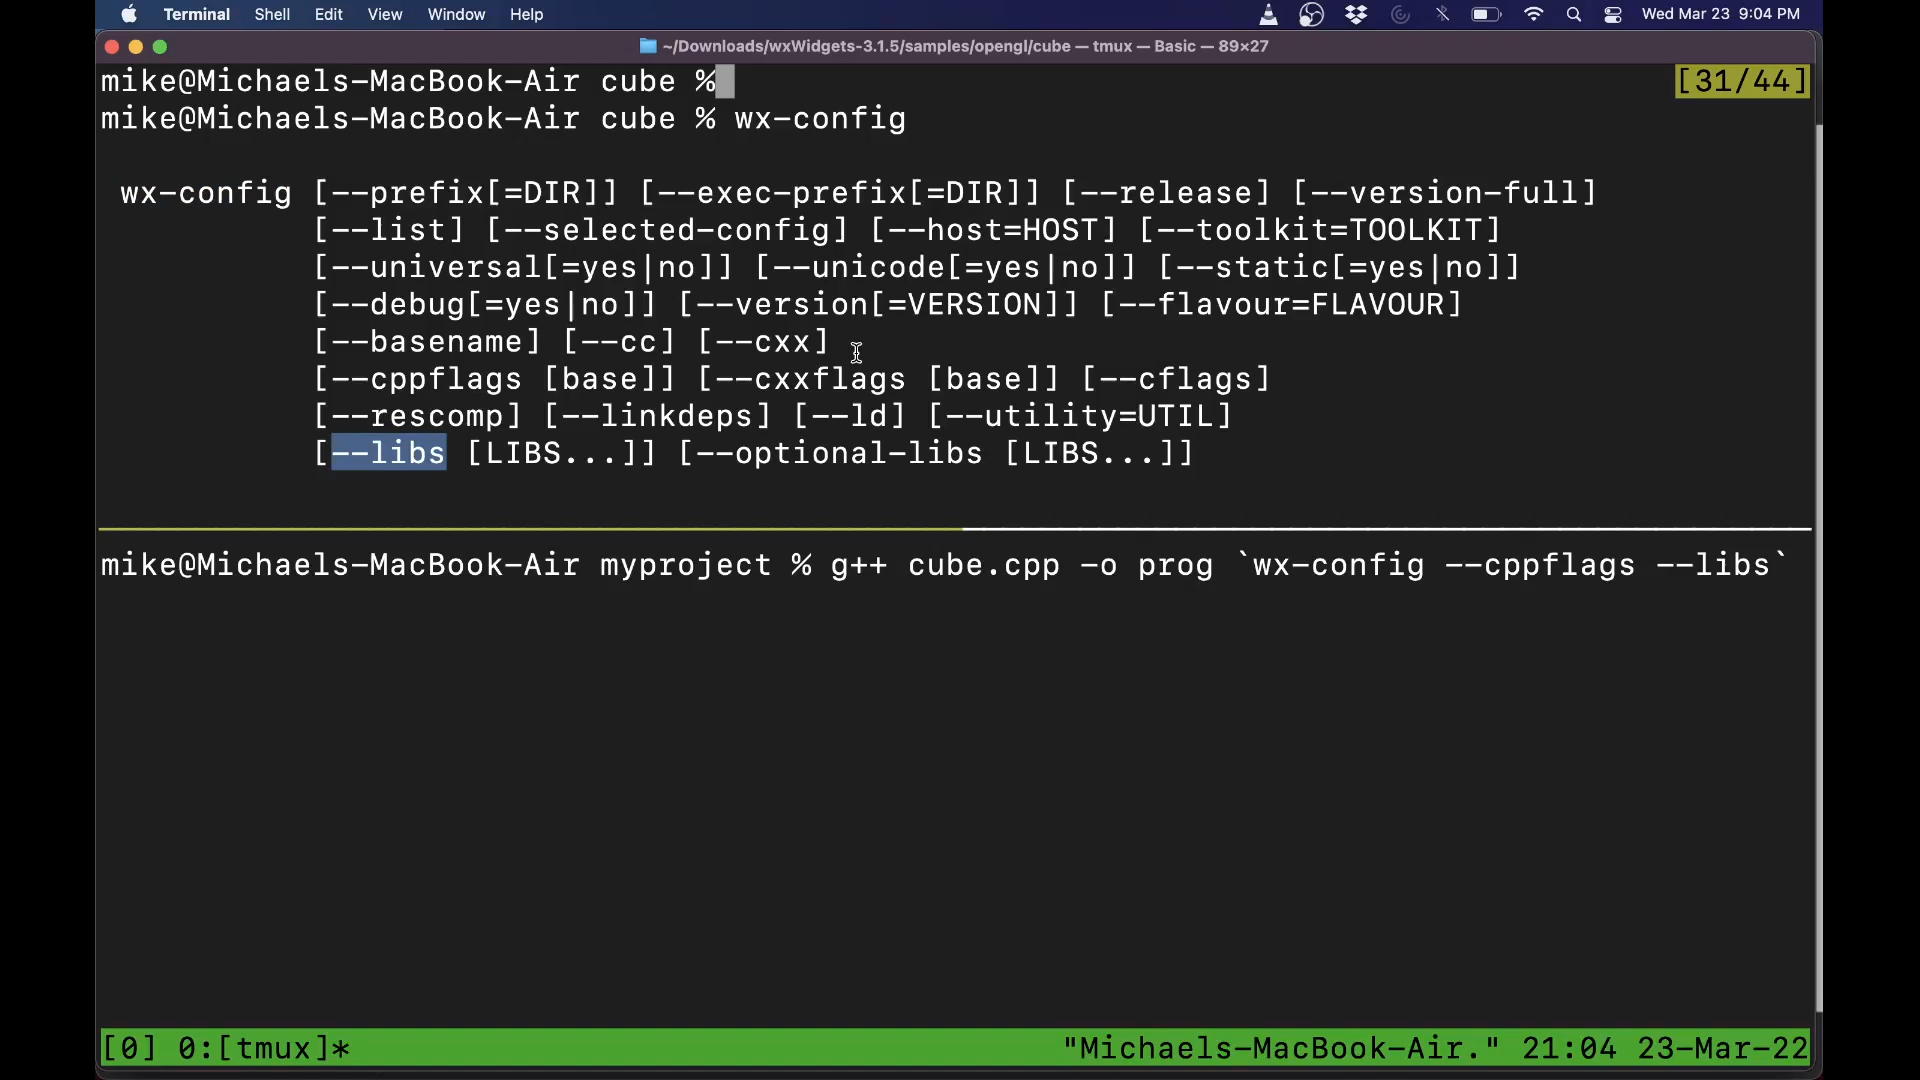 Terminal Shell Edit View Window Help Wed Mar 23 9:04 PM
~/Downloads/wxWidgets-3.1.5/samples/opengl/cube — tmux — Basic — 89×27
mike@Michaels-MacBook-Air cube % [31/44]
mike@Michaels-MacBook-Air cube % wx-config
wx-config [--prefix[=DIR]] [--exec-prefix[=DIR]] [--release] [--version-full]
[--list] [--selected-config] [--host=HOST] [--toolkit=TOOLKIT]
[--universal[=yes|no]] [--unicode[=yes|no]] [--static[=yes|no]]
[--debug[=yes|no]] [--version[=VERSION]] [--flavour=FLAVOUR]
[--basename] [--cc] [--cxx]
[--cppflags [base]] [--cxxflags [base]] [--cflags]
[--rescomp] [--linkdeps] [--ld] [--utility=UTIL]
[--libs [LIBS...]] [--optional-libs [LIBS...]]
mike@Michaels-MacBook-Air myproject % g++ cube.cpp -o prog `wx-config --cppflags --libs`
[0] 0:[tmux]* "Michaels-MacBook-Air." 21:04 23-Mar-22